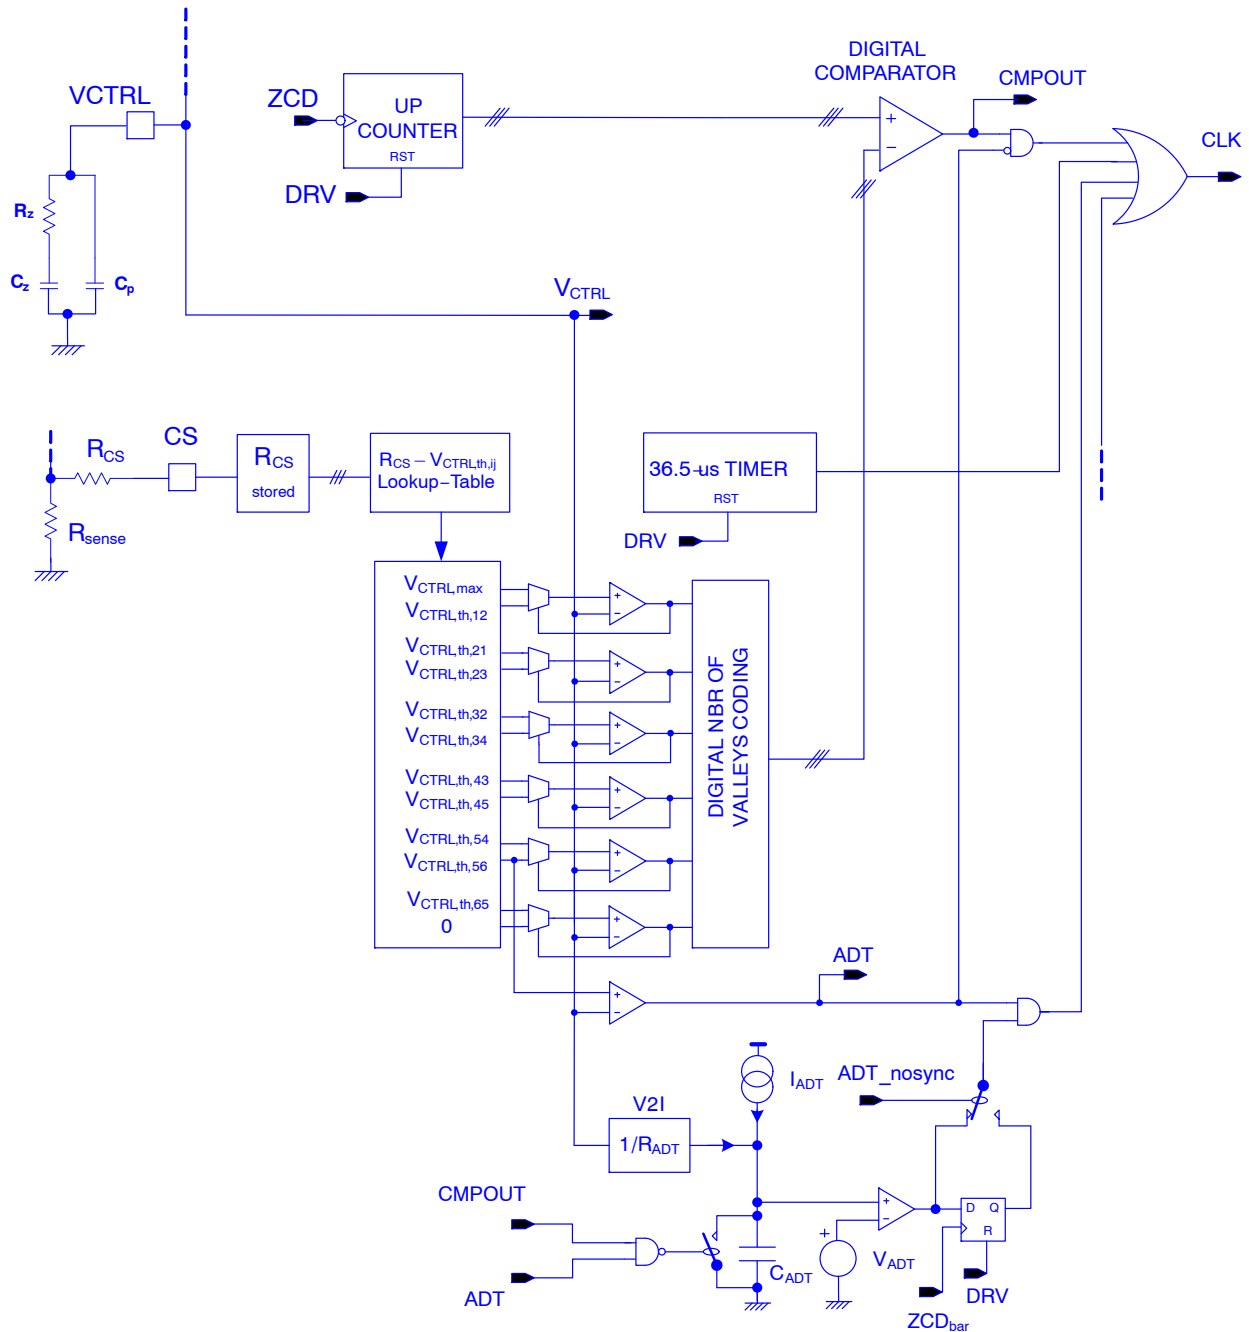 DIGITAL
COMPARATOR
CMPOUT
VCTRL
ZCD
UP
COUNTER
RST
+
−
CLK
DRV
Rz
Cz
Cp
VCTRL
CS
RCS
RCS
stored
RCS − VCTRL,th,ij
Lookup−Table
36.5−us TIMER
RST
Rsense
DRV
VCTRL,max
VCTRL,th,12
+
−
VCTRL,th,21
VCTRL,th,23
+
−
VCTRL,th,32
VCTRL,th,34
+
−
VCTRL,th,43
VCTRL,th,45
+
−
VCTRL,th,54
VCTRL,th,56
+
−
VCTRL,th,65
0
+
−
DIGITAL NBR OF
VALLEYS CODING
ADT
+
−
ADT_nosync
IADT
V2I
1/RADT
CMPOUT
ADT
CADT
+
VADT
+
−
D Q
R
DRV
ZCDbar